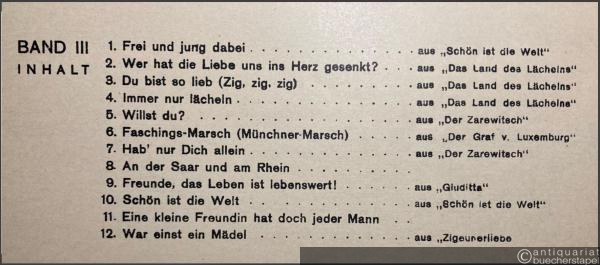 BAND III
INHALT
1. Frei und jung dabei . . . . . . . . . . . . . . . . aus „Schön ist die Welt"
2. Wer hat die Liebe uns ins Herz gesenkt? . . . aus „Das Land des Lächelns"
3. Du bist so lieb (Zig, zig, zig) . . . . . . . . . . aus „Das Land des Lächelns"
4. Immer nur lächeln . . . . . . . . . . . . . . . . aus „Das Land des Lächelns"
5. Willst du? . . . . . . . . . . . . . . . . . . . . aus „Der Zarewitsch"
6. Faschings-Marsch (Münchner-Marsch) . . . . . aus „Der Graf v. Luxemburg"
7. Hab' nur Dich allein . . . . . . . . . . . . . . . aus „Der Zarewitsch"
8. An der Saar und am Rhein . . . . . . . . . . .
9. Freunde, das Leben ist lebenswert! . . . . . . aus „Giuditta"
10. Schön ist die Welt . . . . . . . . . . . . . . . aus „Schön ist die Welt"
11. Eine kleine Freundin hat doch jeder Mann . .
12. War einst ein Mädel . . . . . . . . . . . . . . aus „Zigeunerliebe
antiquariat
buecherstapel